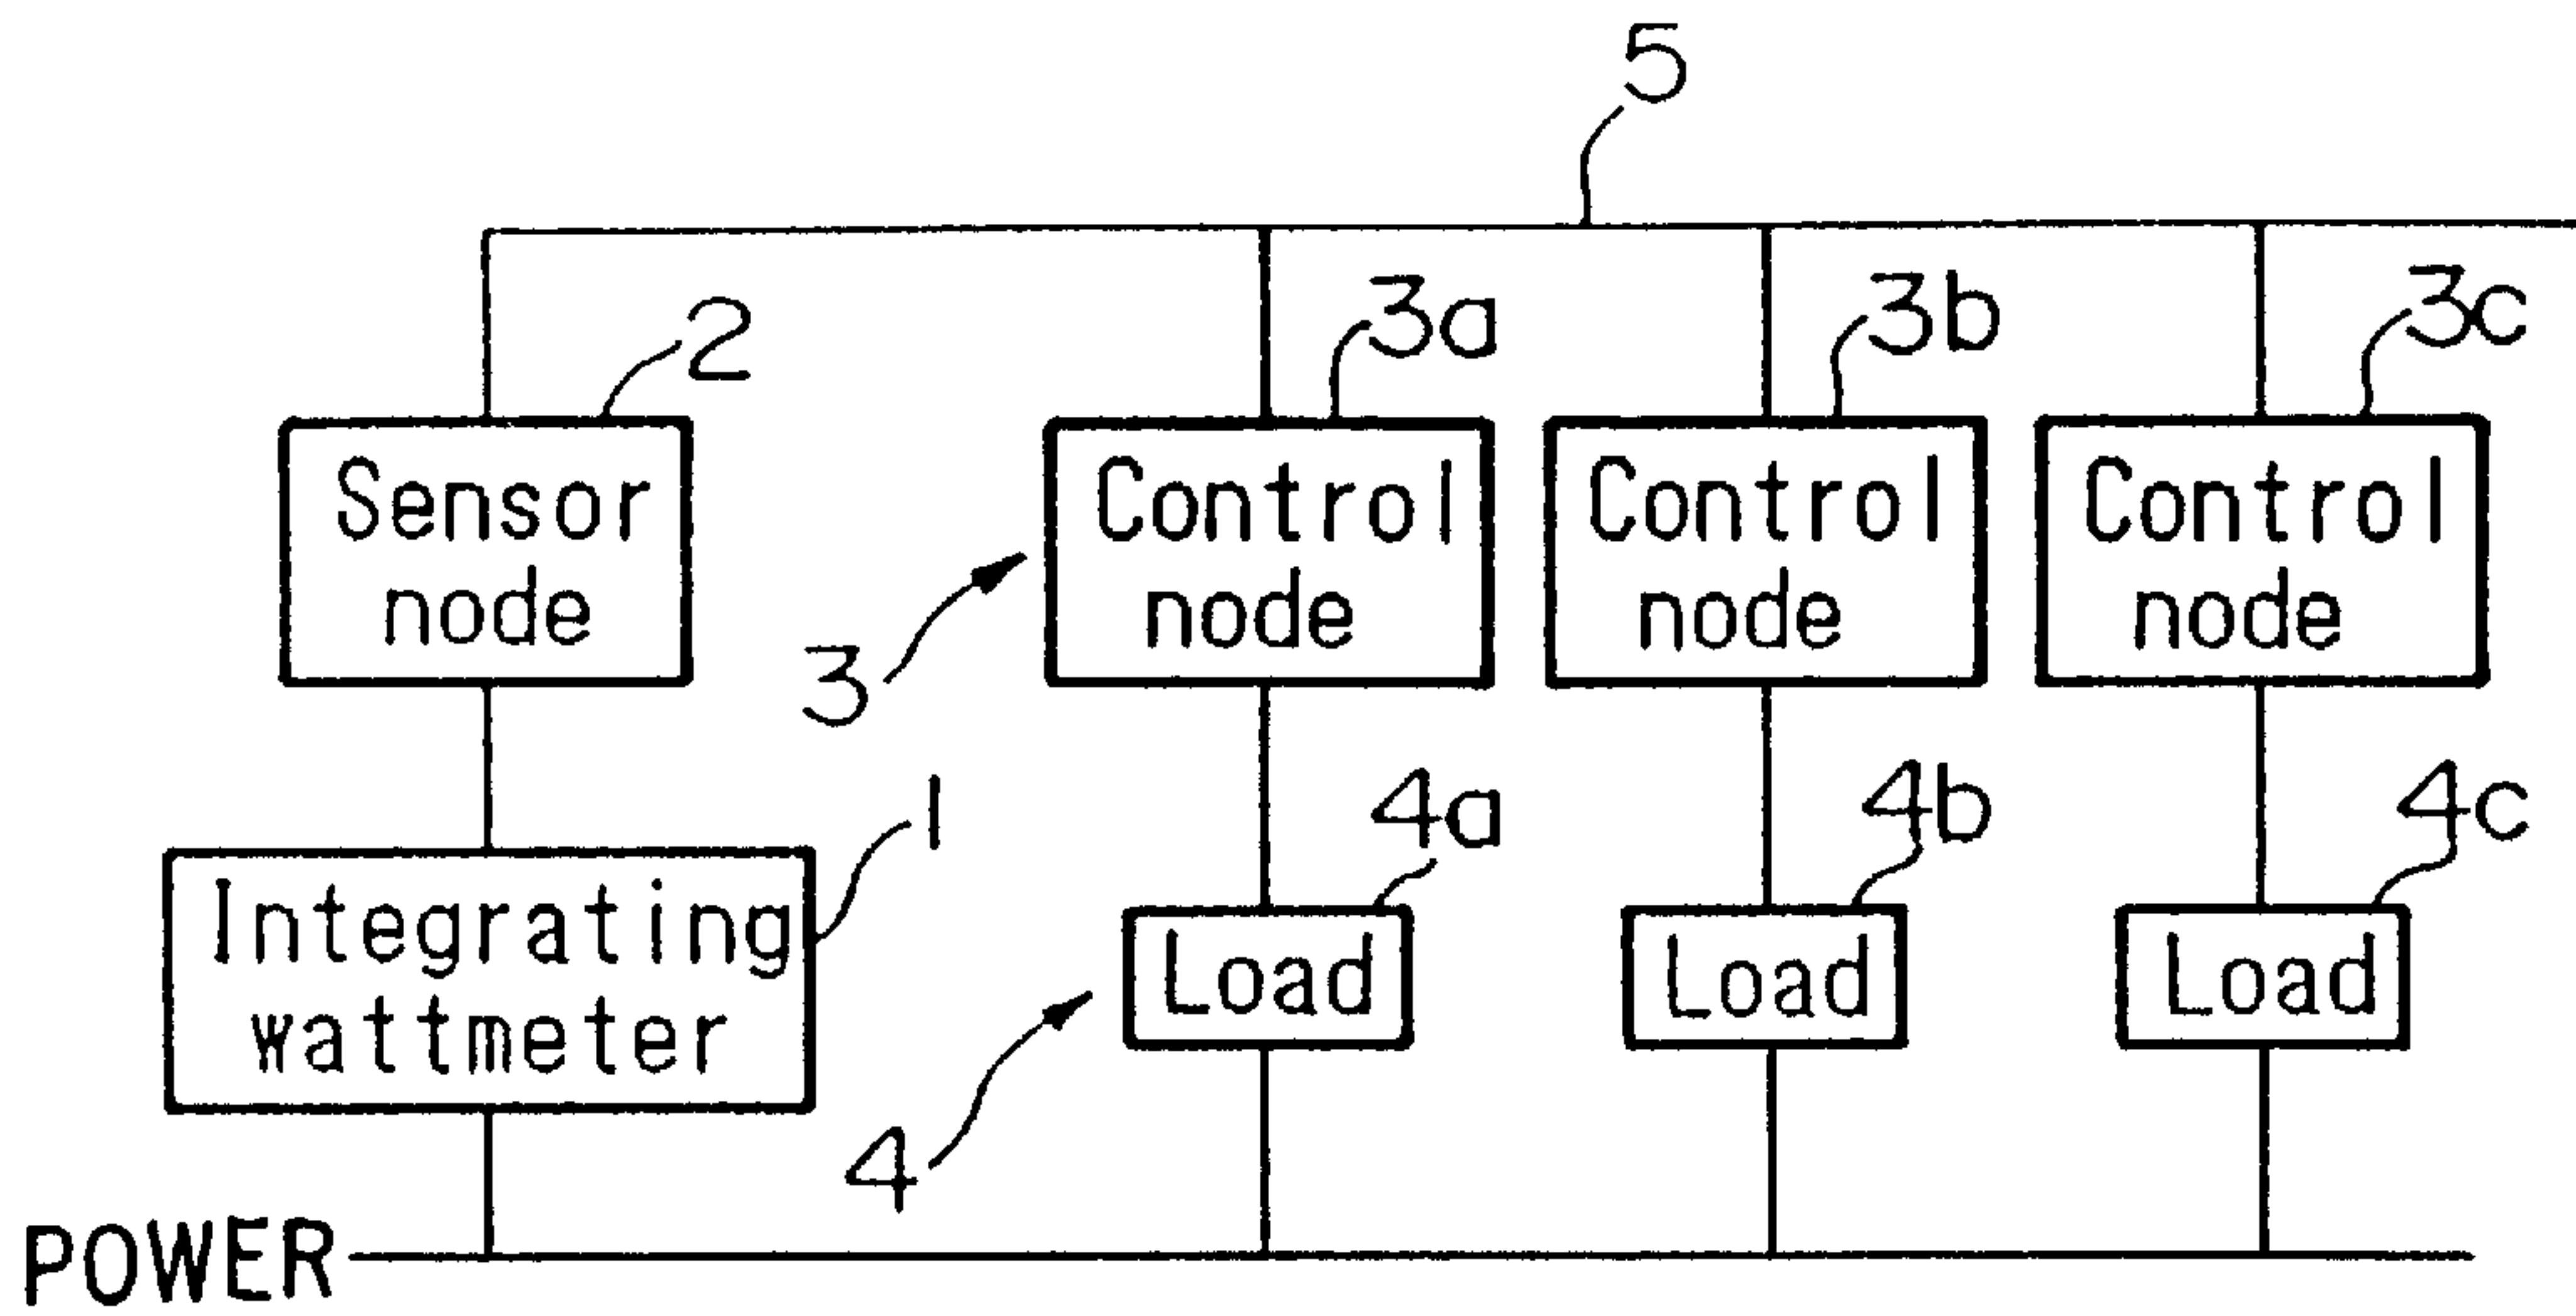 5
2
3a
3b
3c
Sensor
node
Control
node
Control
node
Control
node
3
1
4a
4b
4c
Integrating
wattmeter
Load
Load
Load
4
POWER